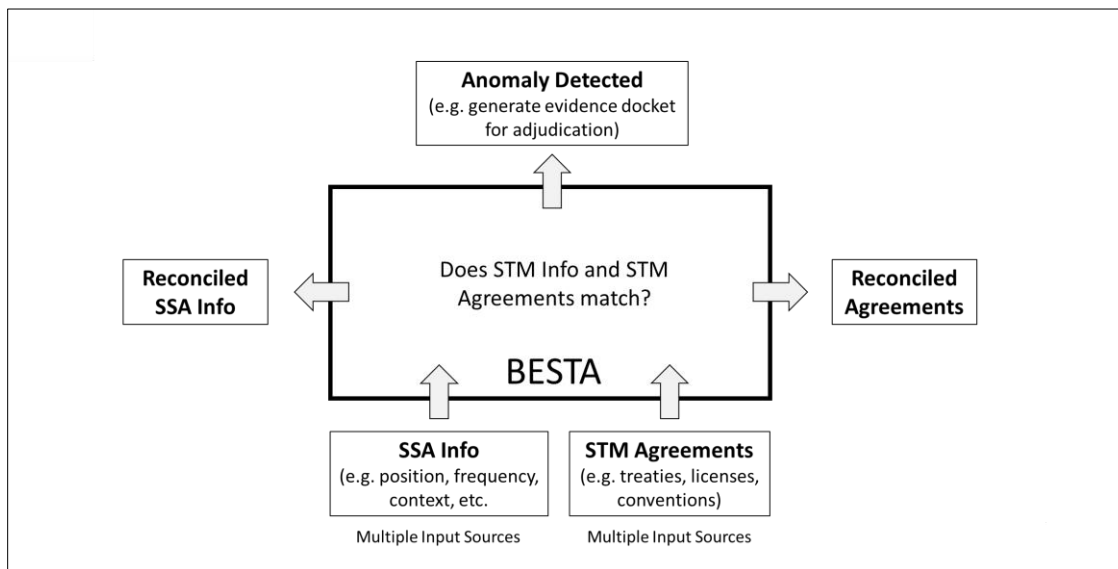 Anomaly Detected
(e.g. generate evidence docket
for adjudication)
Reconciled
SSA Info
Does STM Info and STM
Agreements match?
Reconciled
Agreements
BESTA
SSA Info
(e.g. position, frequency,
context, etc.
STM Agreements
(e.g. treaties, licenses,
conventions)
Multiple Input Sources
Multiple Input Sources